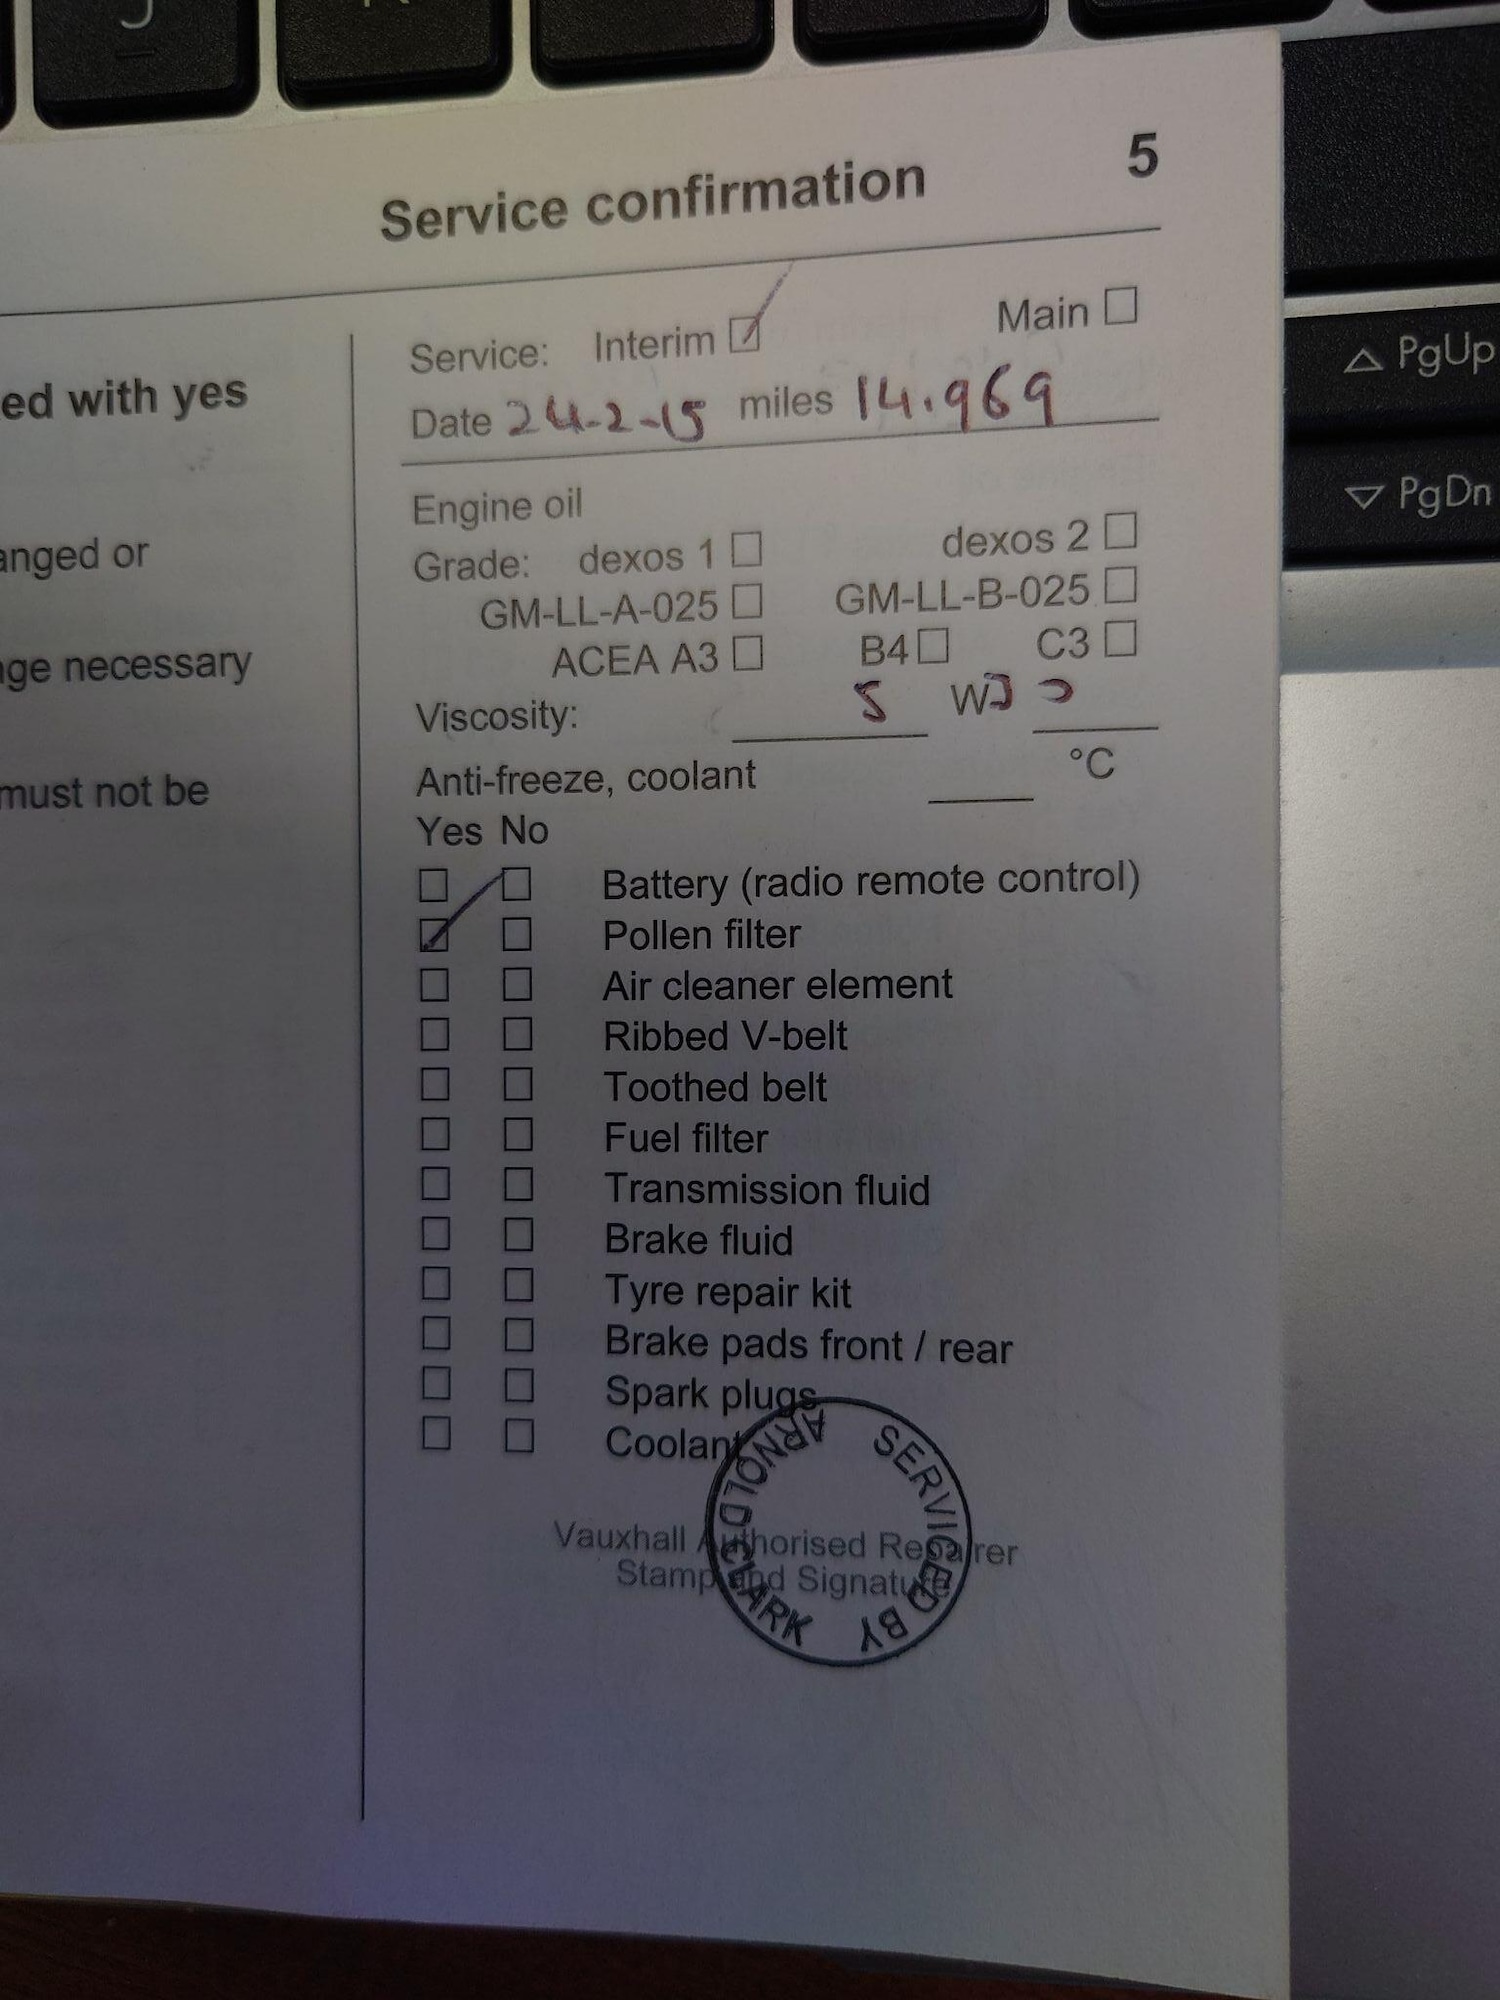 J
K
Service confirmation 5
ed with yes
anged or
ge necessary
must not be
Service: Interim Main
Date 24-2-15 miles 14.969
Engine oil
Grade: dexos 1 dexos 2
GM-LL-A-025 GM-LL-B-025
ACEA A3 B4 C3
Viscosity: 5 W
Anti-freeze, coolant °C
Yes No
Battery (radio remote control)
Pollen filter
Air cleaner element
Ribbed V-belt
Toothed belt
Fuel filter
Transmission fluid
Brake fluid
Tyre repair kit
Brake pads front / rear
Spark plugs
Coolant
Vauxhall Authorised Repairer
Stamp and Signature
SERVICED BY
ARNOLD CLARK
PgUp
PgDn